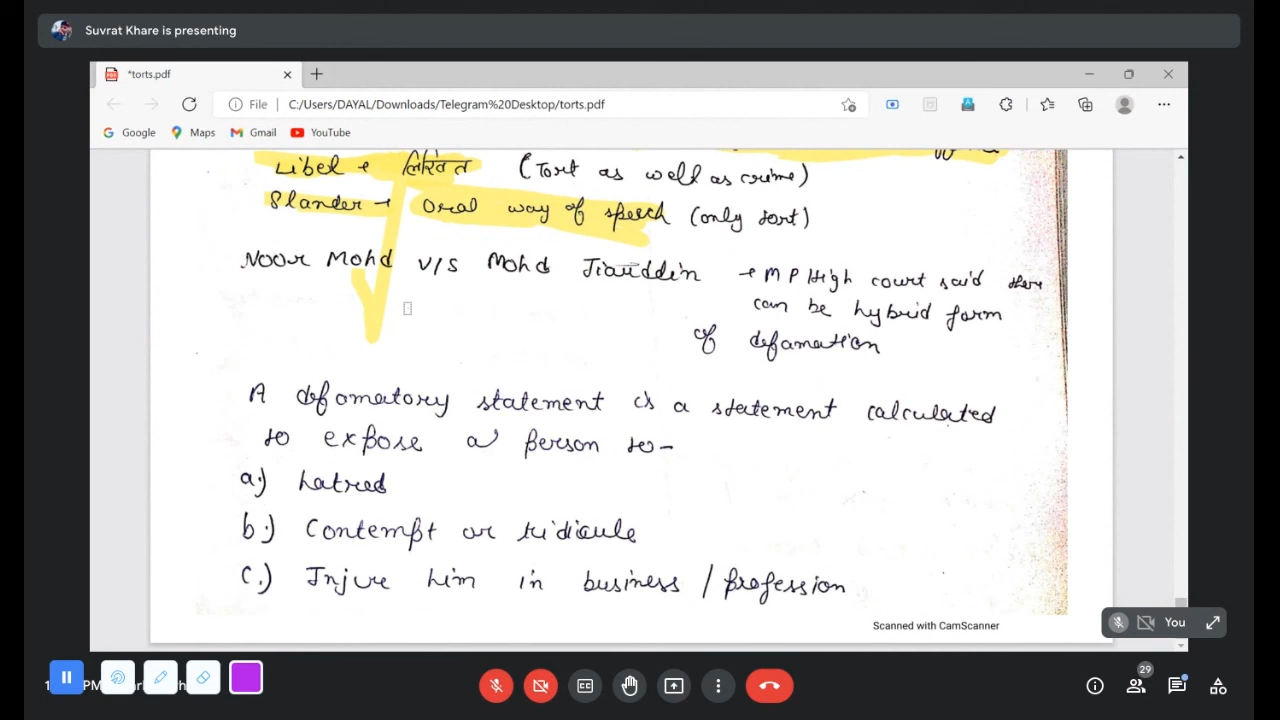 Suvrat Khare is presenting
*torts.pdf
File | C:/Users/DAYAL/Downloads/Telegram%20Desktop/torts.pdf
Google Maps Gmail YouTube
Libel → लिखित (Tort as well as crime)
Slander → Oral way of speech (only tort)
Noor Mohd v/s Mohd Jiauddin → M P High court said there
can be hybrid form
of defamation
A defamatory statement is a statement calculated
to expose a person to-
a.) hatred
b.) Contempt or ridicule
c.) Injure him in business / profession
Scanned with CamScanner
You
29